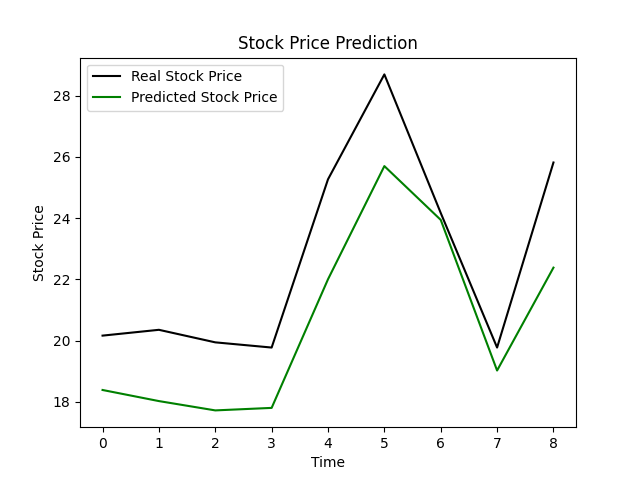 Stock Price Prediction
Real Stock Price
Predicted Stock Price
Stock Price
28
26
24
22
20
18
0 1 2 3 4 5 6 7 8
Time